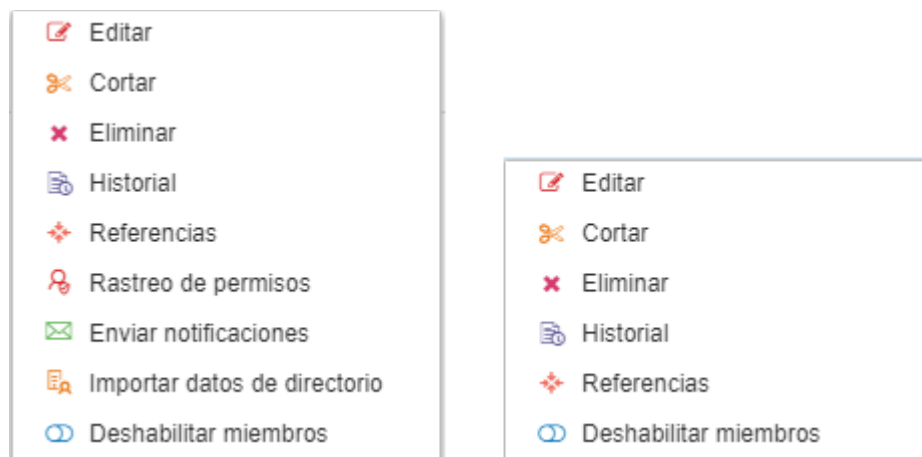 Editar
Cortar
Eliminar
Historial
Referencias
Rastreo de permisos
Enviar notificaciones
Importar datos de directorio
Deshabilitar miembros
Editar
Cortar
Eliminar
Historial
Referencias
Deshabilitar miembros